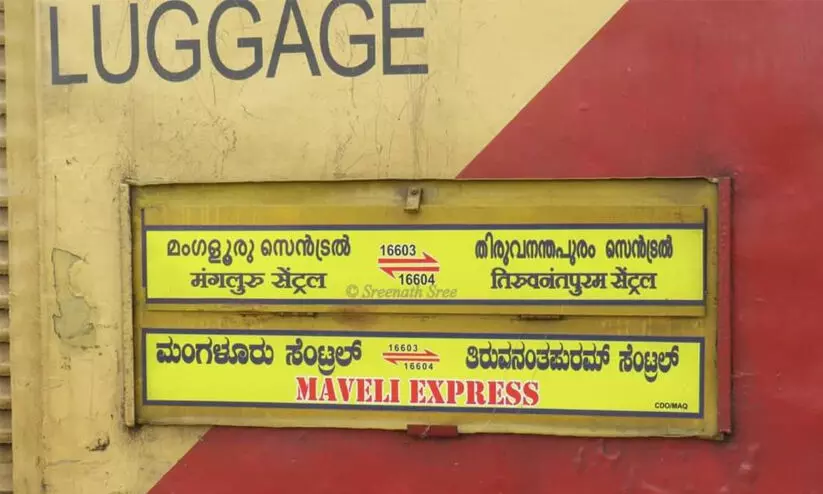 LUGGAGE
മംഗളൂരു സെൻട്രൽ 16603 തിരുവനന്തപുരം സെൻട്രൽ
मंगलुरु सेंट्रल 16604 तिरुवनंतपुरम सेंट्रल
© Sreenath Sree
ಮಂಗಳೂರು ಸೆಂಟ್ರಲ್ 16603 ತಿರುವನಂತಪುರಮ್ ಸೆಂಟ್ರಲ್
16604
MAVELI EXPRESS
CDO/MAQ